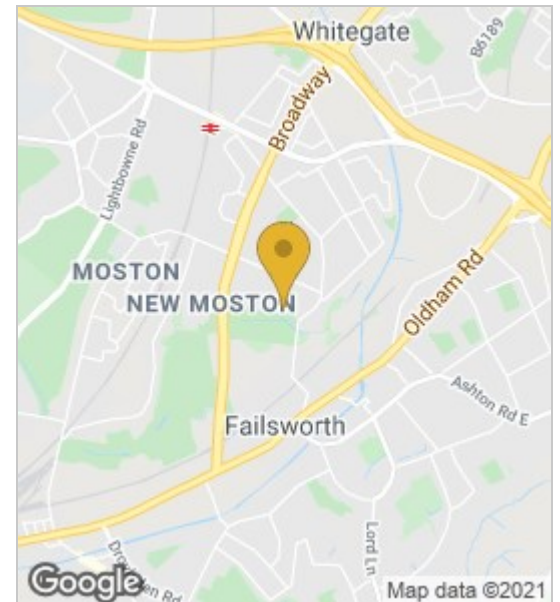 Whitegate
B6189
Broadway
Lightbowne Rd
MOSTON
NEW MOSTON
Oldham Rd
Ashton Rd E
Failsworth
Lord Ln
Google
Map data ©2021